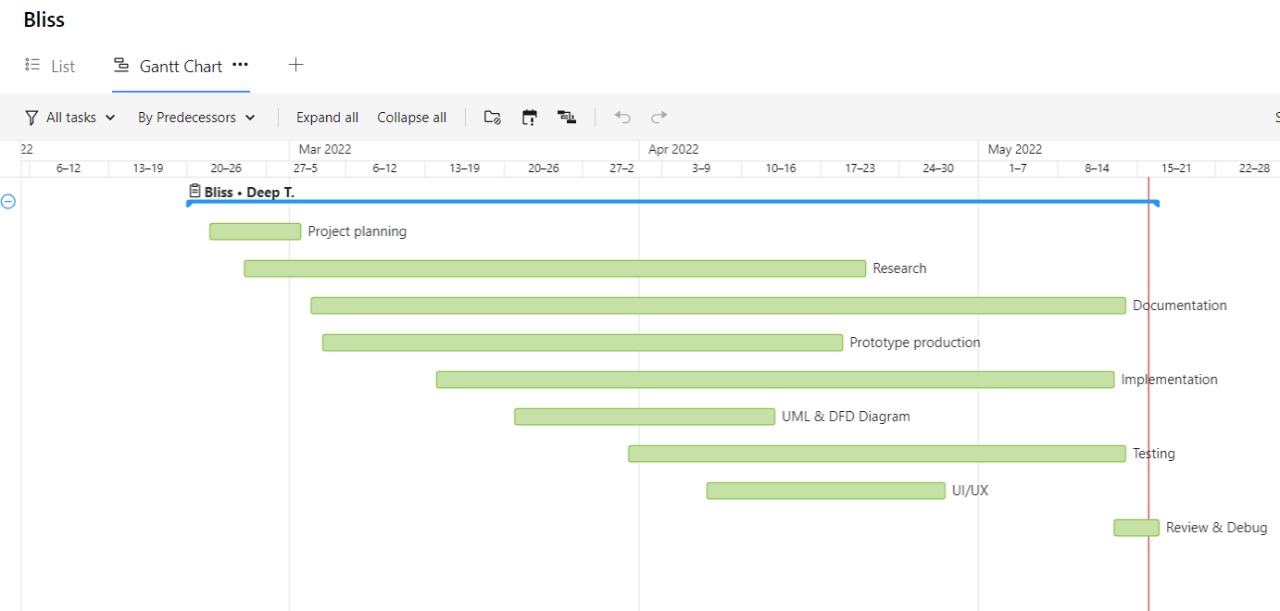 Bliss
List Gantt Chart
All tasks By Predecessors Expand all Collapse all
22 Mar 2022 Apr 2022 May 2022
6–12 13–19 20–26 27–5 6–12 13–19 20–26 27–2 3–9 10–16 17–23 24–30 1–7 8–14 15–21 22–28
Bliss • Deep T.
Project planning
Research
Documentation
Prototype production
Implementation
UML & DFD Diagram
Testing
UI/UX
Review & Debug